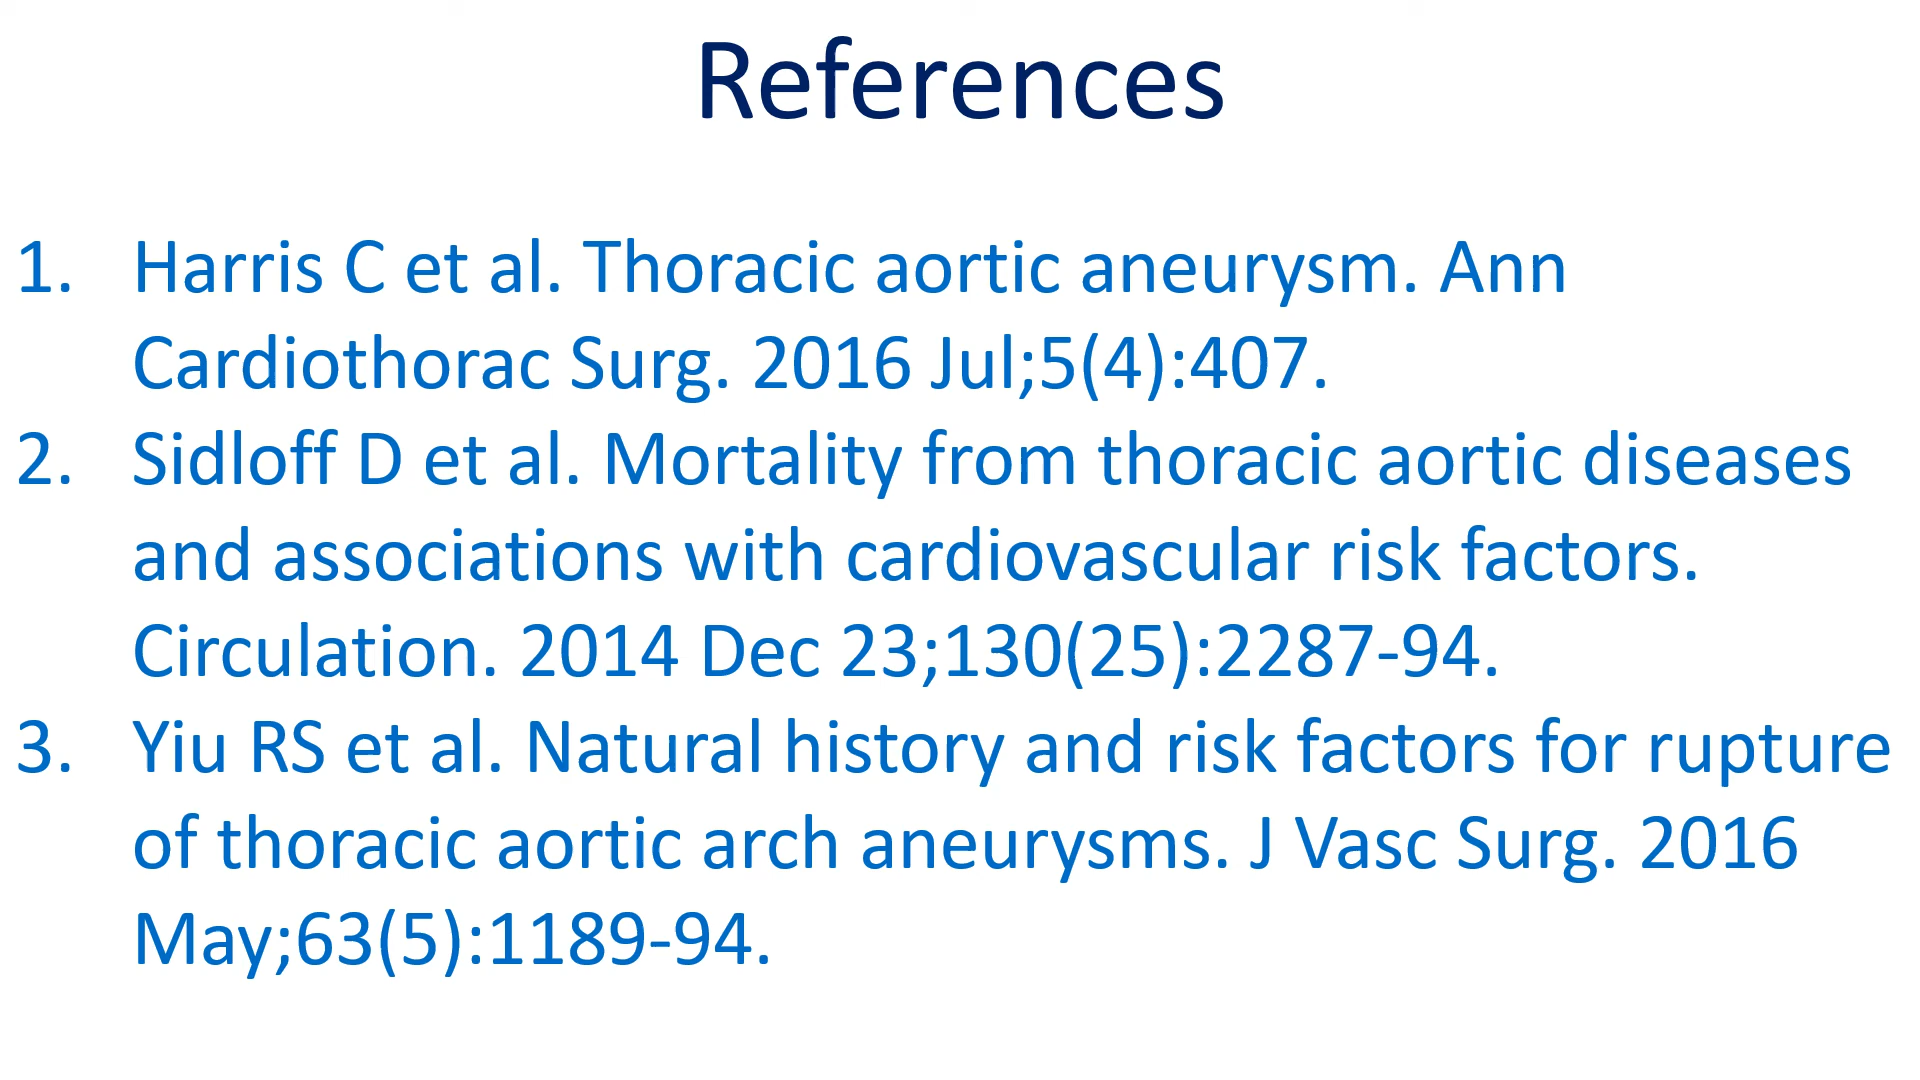 References
1. Harris C et al. Thoracic aortic aneurysm. Ann
Cardiothorac Surg. 2016 Jul;5(4):407.
2. Sidloff D et al. Mortality from thoracic aortic diseases
and associations with cardiovascular risk factors.
Circulation. 2014 Dec 23;130(25):2287-94.
3. Yiu RS et al. Natural history and risk factors for rupture
of thoracic aortic arch aneurysms. J Vasc Surg. 2016
May;63(5):1189-94.